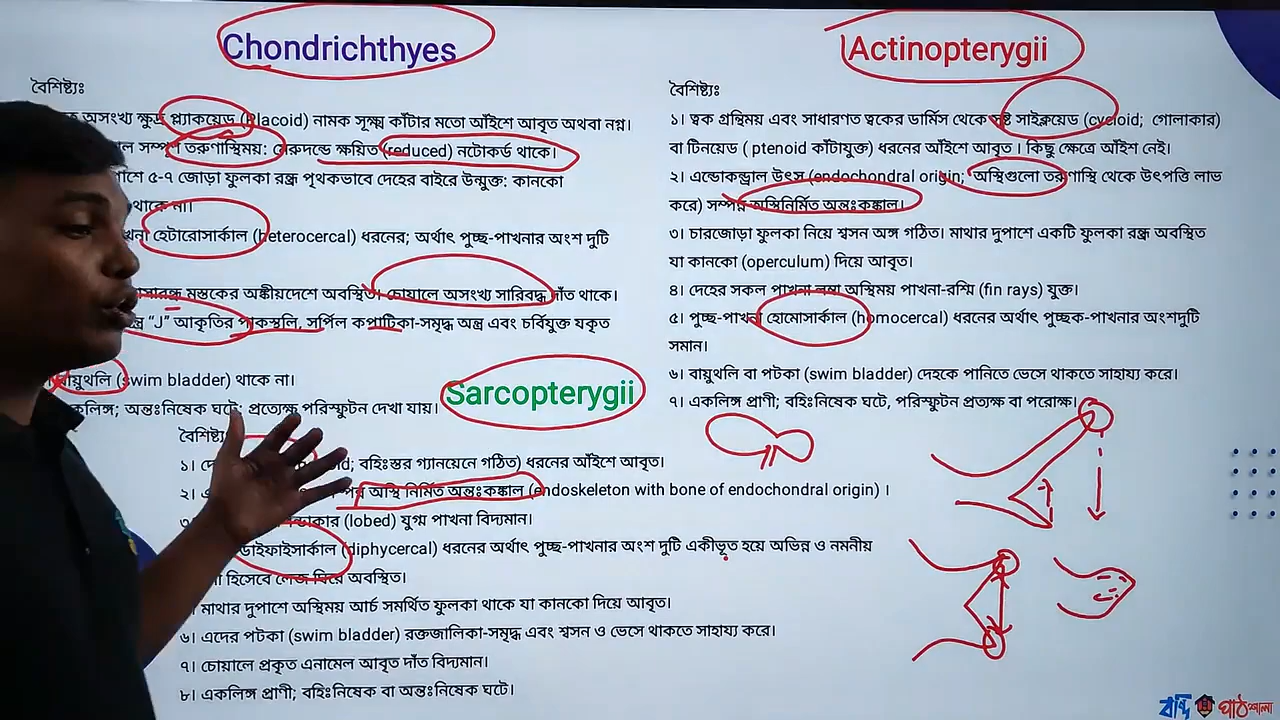 Chondrichthyes
বৈশিষ্ট্যঃ
অসংখ্য ক্ষুদ্র প্ল্যাকয়েড (Placoid) নামক সূক্ষ্ম কাঁটার মতো আঁইশে আবৃত অথবা নগ্ন।
সম্পূর্ণ তরুণাস্থিময়: মেরুদন্ডে ক্ষয়িত (reduced) নটোকর্ড থাকে।
৫-৭ জোড়া ফুলকা রন্ধ্র পৃথকভাবে দেহের বাইরে উন্মুক্ত: কানকো
থাকে না।
হেটারোসার্কাল (heterocercal) ধরনের; অর্থাৎ পুচ্ছ-পাখনার অংশ দুটি
মস্তকের অঙ্কীয়দেশে অবস্থিত। চোয়ালে অসংখ্য সারিবদ্ধ দাঁত থাকে।
“J” আকৃতির পাকস্থলি, সর্পিল কপাটিকা-সমৃদ্ধ অন্ত্র এবং চর্বিযুক্ত যকৃত
বায়ুথলি (swim bladder) থাকে না।
অন্তঃনিষেক ঘটে; প্রত্যেক্ষ পরিস্ফুটন দেখা যায়।
Actinopterygii
বৈশিষ্ট্যঃ
১। ত্বক গ্রন্থিময় এবং সাধারণত ত্বকের ডার্মিস থেকে সৃষ্ট সাইক্লয়েড (cycloid; গোলাকার)
বা টিনয়েড ( ptenoid কাঁটাযুক্ত) ধরনের আঁইশে আবৃত। কিছু ক্ষেত্রে আঁইশ নেই।
২। এন্ডোকন্ড্রাল উৎস (endochondral origin; অস্থিগুলো তরুণাস্থি থেকে উৎপত্তি লাভ
করে) সম্পন্ন অস্থিনির্মিত অন্তঃকঙ্কাল।
৩। চারজোড়া ফুলকা নিয়ে শ্বসন অঙ্গ গঠিত। মাথার দুপাশে একটি ফুলকা রন্ধ্র অবস্থিত
যা কানকো (operculum) দিয়ে আবৃত।
৪। দেহের সকল পাখনা লম্বা অস্থিময় পাখনা-রশ্মি (fin rays) যুক্ত।
৫। পুচ্ছ-পাখনা হোমোসার্কাল (homocercal) ধরনের অর্থাৎ পুচ্ছক-পাখনার অংশদুটি
সমান।
৬। বায়ুথলি বা পটকা (swim bladder) দেহকে পানিতে ভেসে থাকতে সাহায্য করে।
৭। একলিঙ্গ প্রাণী; বহিঃনিষেক ঘটে, পরিস্ফুটন প্রত্যক্ষ বা পরোক্ষ।
Sarcopterygii
বৈশিষ্ট্য
১। বহিঃস্তর গ্যানয়েনে গঠিত) ধরনের আঁইশে আবৃত।
২। অস্থি নির্মিত অন্তঃকঙ্কাল (endoskeleton with bone of endochondral origin) ।
(lobed) যুগ্ম পাখনা বিদ্যমান।
ডাইফাইসার্কাল (diphycercal) ধরনের অর্থাৎ পুচ্ছ-পাখনার অংশ দুটি একীভূত হয়ে অভিন্ন ও নমনীয়
হিসেবে লেজ ঘিরে অবস্থিত।
মাথার দুপাশে অস্থিময় আর্চ সমর্থিত ফুলকা থাকে যা কানকো দিয়ে আবৃত।
৬। এদের পটকা (swim bladder) রক্তজালিকা-সমৃদ্ধ এবং শ্বসন ও ভেসে থাকতে সাহায্য করে।
৭। চোয়ালে প্রকৃত এনামেল আবৃত দাঁত বিদ্যমান।
৮। একলিঙ্গ প্রাণী; বহিঃনিষেক বা অন্তঃনিষেক ঘটে।
বন্দি পাঠশালা